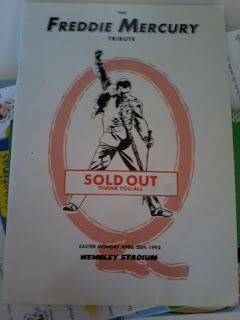 THE
FREDDIE MERCURY
TRIBUTE
SOLD OUT
THANK YOU ALL
EASTER MONDAY APRIL 20th 1992
WEMBLEY STADIUM